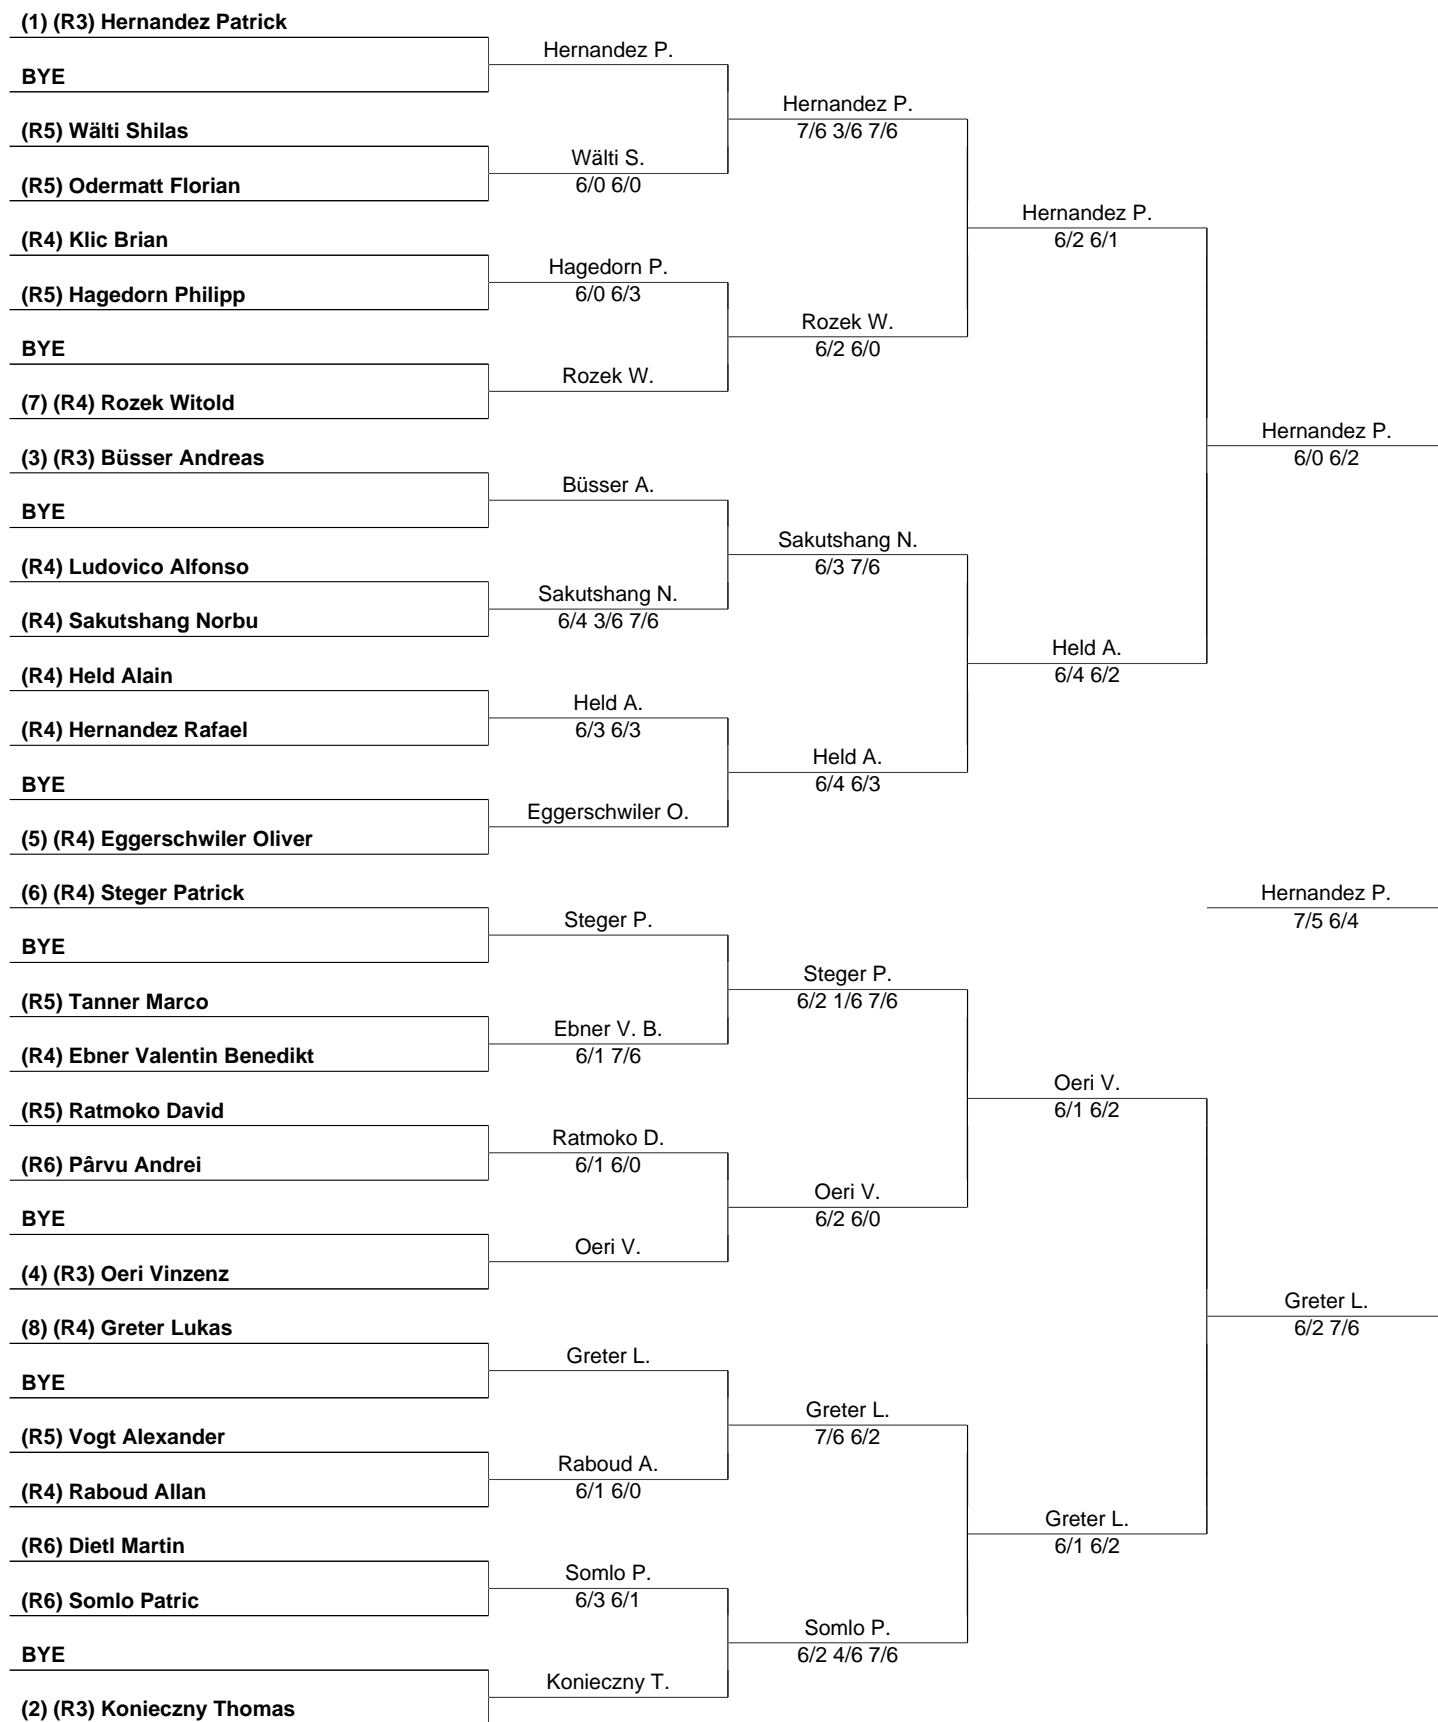 (1) (R3) Hernandez Patrick
BYE
(R5) Wälti Shilas
(R5) Odermatt Florian
(R4) Klic Brian
(R5) Hagedorn Philipp
BYE
(7) (R4) Rozek Witold
(3) (R3) Büsser Andreas
BYE
(R4) Ludovico Alfonso
(R4) Sakutshang Norbu
(R4) Held Alain
(R4) Hernandez Rafael
BYE
(5) (R4) Eggerschwiler Oliver
(6) (R4) Steger Patrick
BYE
(R5) Tanner Marco
(R4) Ebner Valentin Benedikt
(R5) Ratmoko David
(R6) Pârvu Andrei
BYE
(4) (R3) Oeri Vinzenz
(8) (R4) Greter Lukas
BYE
(R5) Vogt Alexander
(R4) Raboud Allan
(R6) Dietl Martin
(R6) Somlo Patric
BYE
(2) (R3) Konieczny Thomas
Hernandez P.
Wälti S.
6/0 6/0
Hagedorn P.
6/0 6/3
Rozek W.
Büsser A.
Sakutshang N.
6/4 3/6 7/6
Held A.
6/3 6/3
Eggerschwiler O.
Steger P.
Ebner V. B.
6/1 7/6
Ratmoko D.
6/1 6/0
Oeri V.
Greter L.
Raboud A.
6/1 6/0
Somlo P.
6/3 6/1
Konieczny T.
Hernandez P.
7/6 3/6 7/6
Rozek W.
6/2 6/0
Sakutshang N.
6/3 7/6
Held A.
6/4 6/3
Steger P.
6/2 1/6 7/6
Oeri V.
6/2 6/0
Greter L.
7/6 6/2
Somlo P.
6/2 4/6 7/6
Hernandez P.
6/2 6/1
Held A.
6/4 6/2
Oeri V.
6/1 6/2
Greter L.
6/1 6/2
Hernandez P.
6/0 6/2
Hernandez P.
7/5 6/4
Greter L.
6/2 7/6